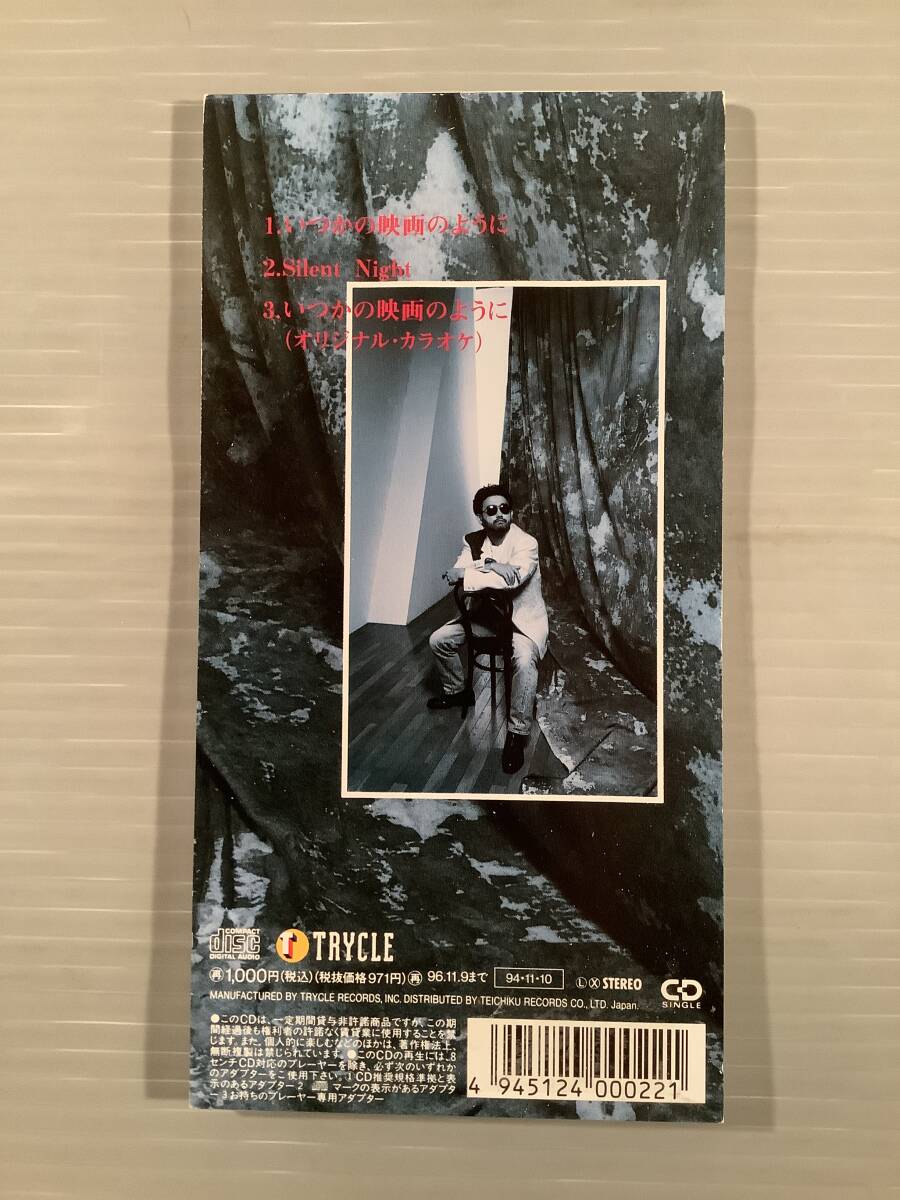 1.いつかの映画のように
2.Silent Night
3.いつかの映画のように
(オリジナル・カラオケ)
COMPACT
disc
DIGITAL AUDIO
T TRYCLE
再1,000円(税込)(税抜価格971円)再96.11.9まで 94・11・10 ⓁⓍ STEREO
CD
SINGLE
MANUFACTURED BY TRYCLE RECORDS, INC. DISTRIBUTED BY TEICHIKU RECORDS CO., LTD. Japan.
●このCDは、一定期間貸与非許諾商品ですが、この期
間経過後も権利者の許諾なく賃貸業に使用することを禁
じます。また、個人的に楽しむなどのほかは、著作権法上、
無断複製は禁じられています。●このCDの再生には、8
センチCD対応のプレーヤーを除き、必ず次のいずれか
のアダプターをご使用下さい。1 CD推奨規格準拠と表
示のあるアダプター 2 マークの表示があるアダプタ
ー 3 お持ちのプレーヤー専用アダプター
4 945124 000221